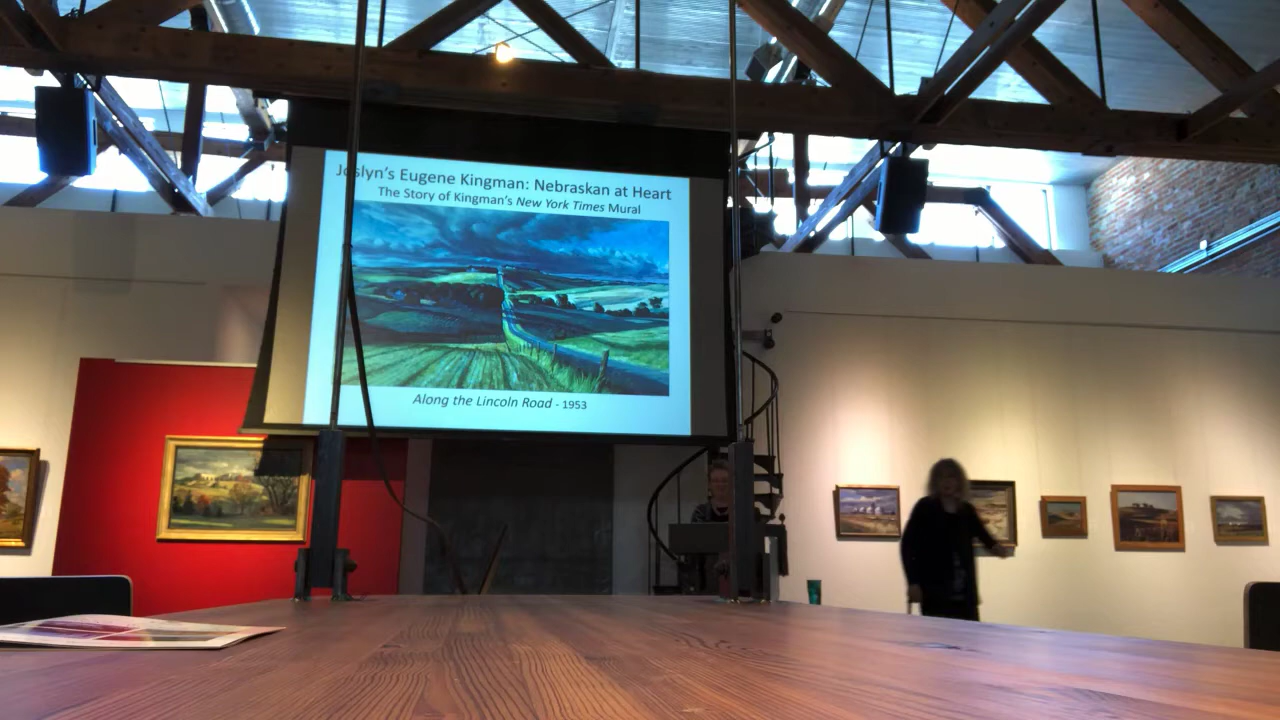 Joslyn's Eugene Kingman: Nebraskan at Heart
The Story of Kingman's New York Times Mural
Along the Lincoln Road - 1953